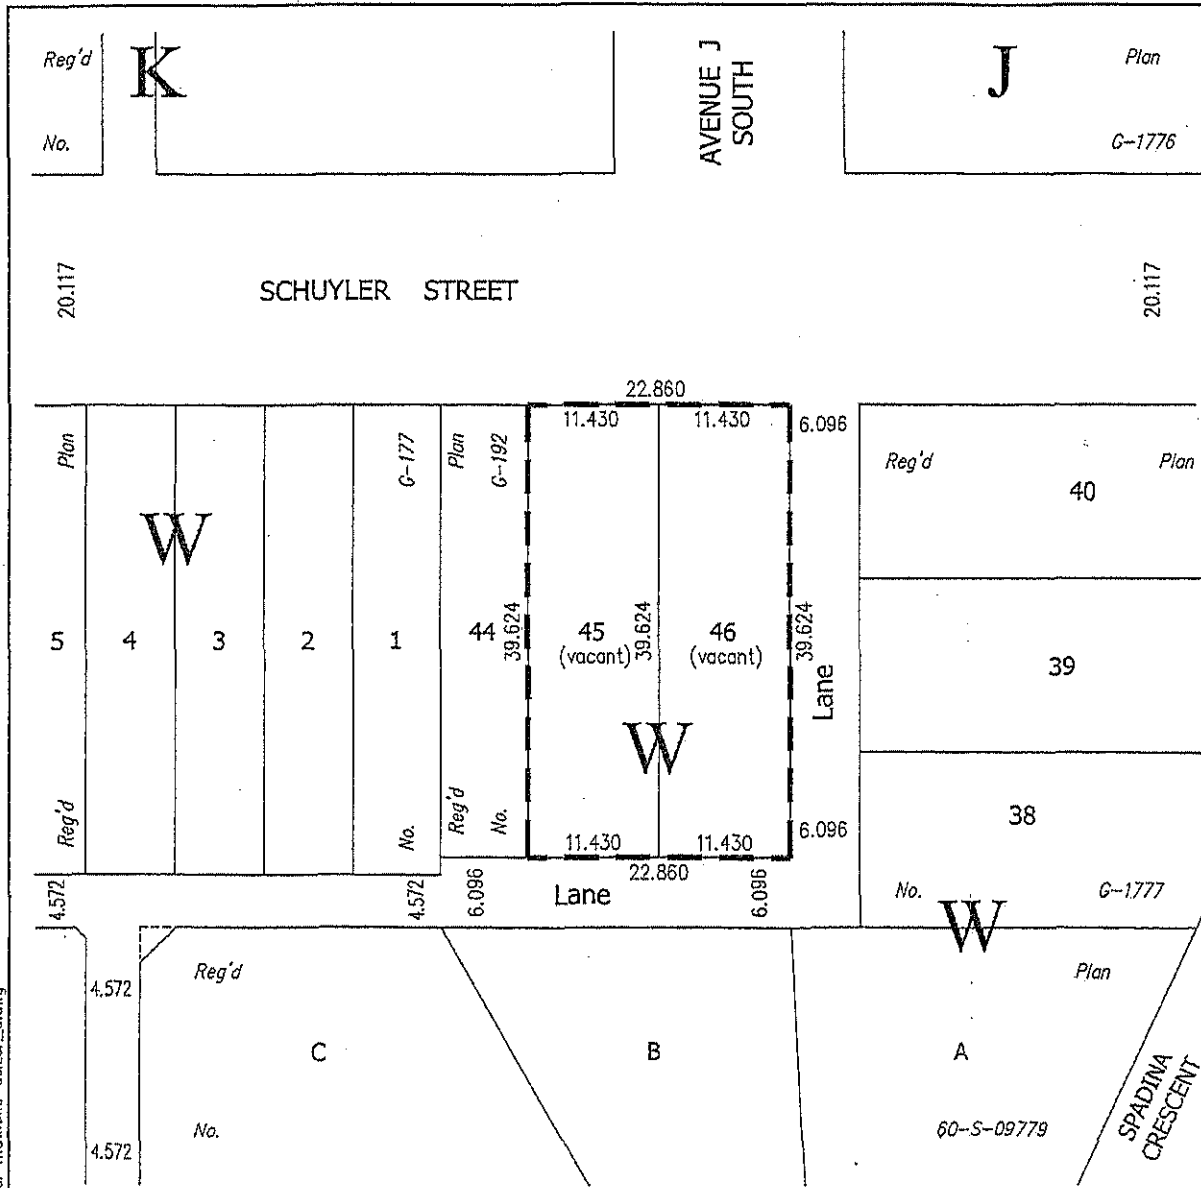 Reg'd
K
No.
AVENUE J
SOUTH
J
Plan
G-1776
20.117
SCHUYLER STREET
20.117
22.860
11.430
11.430
6.096
Plan
G-177
Plan
G-192
Reg'd
Plan
40
W
5
4
3
2
1
44
39.624
45
(vacant)
39.624
46
(vacant)
39.624
Lane
39
W
Reg'd
No.
Reg'd
No.
11.430
11.430
6.096
38
4.572
4.572
6.096
Lane
22.860
6.096
No.
G-1777
W
4.572
Reg'd
Plan
C
B
A
4.572
No.
60-S-09779
SPADINA
CRESCENT